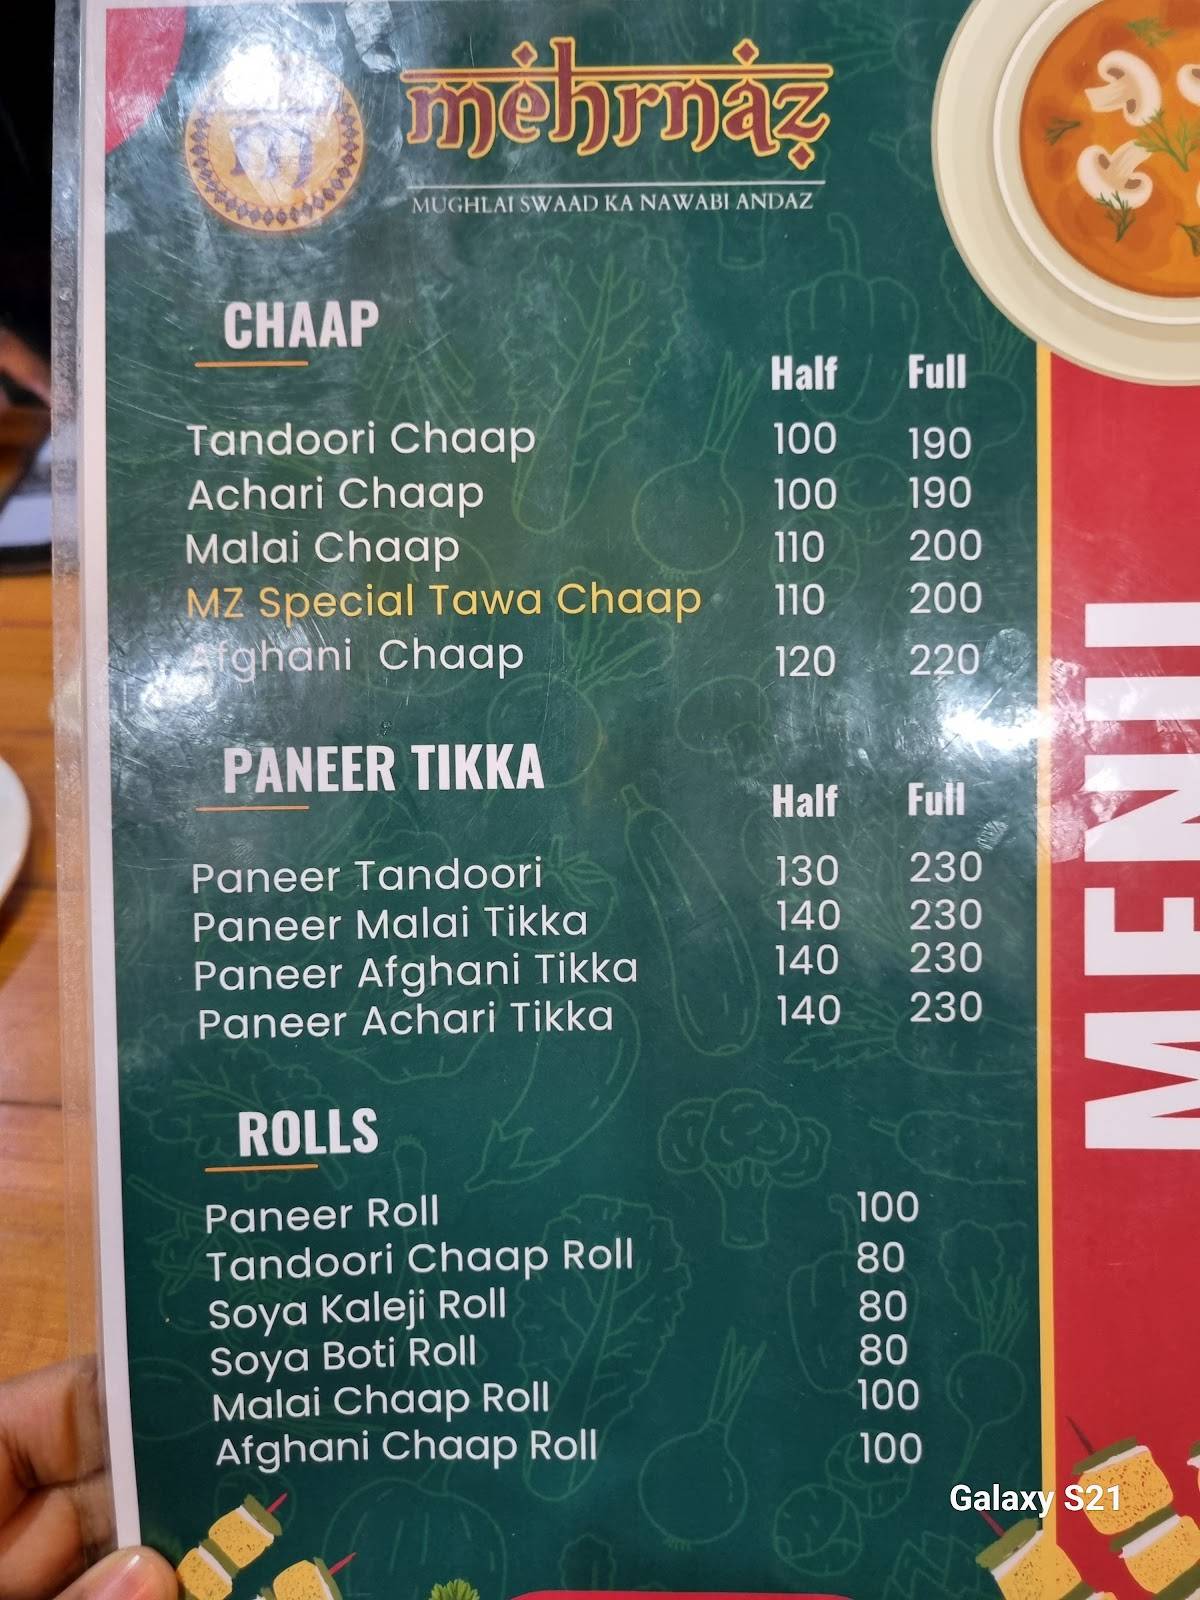 mehrnaz
MUGHLAI SWAAD KA NAWABI ANDAZ
CHAAP
Half Full
Tandoori Chaap 100 190
Achari Chaap 100 190
Malai Chaap 110 200
MZ Special Tawa Chaap 110 200
Afghani Chaap 120 220
PANEER TIKKA
Half Full
Paneer Tandoori 130 230
Paneer Malai Tikka 140 230
Paneer Afghani Tikka 140 230
Paneer Achari Tikka 140 230
ROLLS
Paneer Roll 100
Tandoori Chaap Roll 80
Soya Kaleji Roll 80
Soya Boti Roll 80
Malai Chaap Roll 100
Afghani Chaap Roll 100
MENU
Galaxy S21